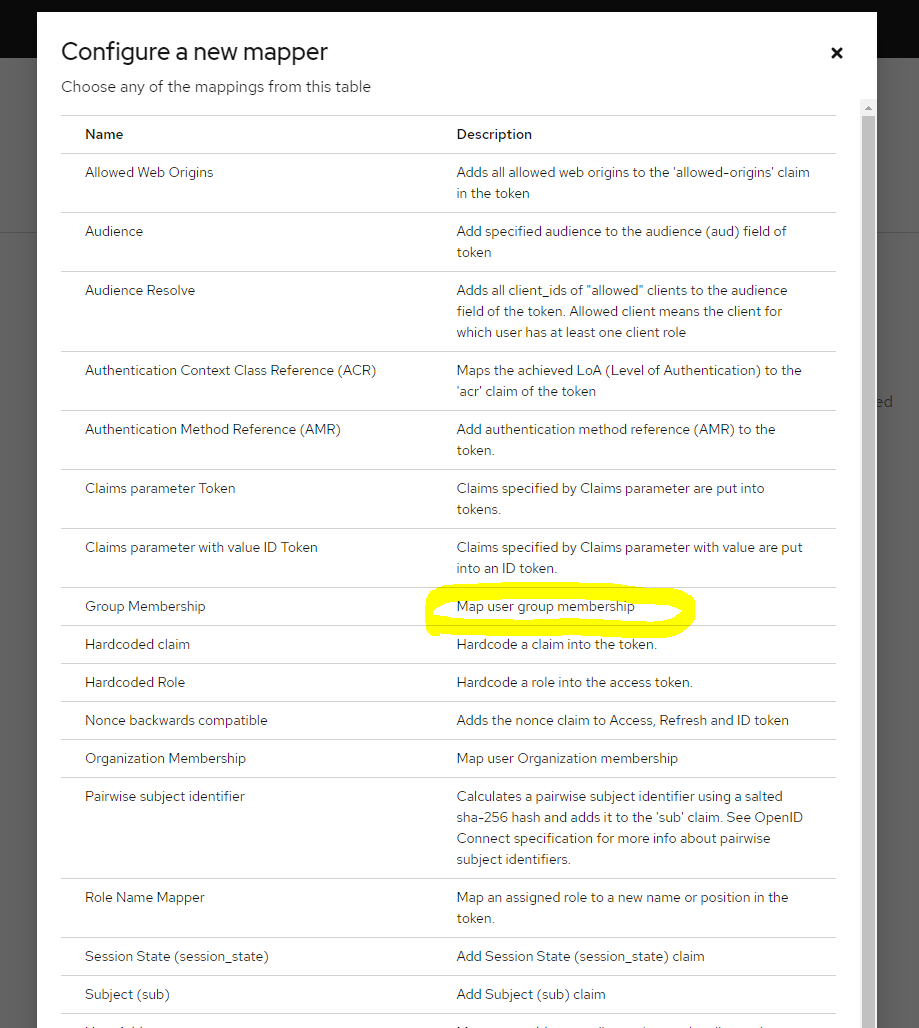 Configure a new mapper
Choose any of the mappings from this table
Name Description
Allowed Web Origins Adds all allowed web origins to the 'allowed-origins' claim
in the token
Audience Add specified audience to the audience (aud) field of
token
Audience Resolve Adds all client_ids of "allowed" clients to the audience
field of the token. Allowed client means the client for
which user has at least one client role
Authentication Context Class Reference (ACR) Maps the achieved LoA (Level of Authentication) to the
'acr' claim of the token
Authentication Method Reference (AMR) Add authentication method reference (AMR) to the
token.
Claims parameter Token Claims specified by Claims parameter are put into
tokens.
Claims parameter with value ID Token Claims specified by Claims parameter with value are put
into an ID token.
Group Membership Map user group membership
Hardcoded claim Hardcode a claim into the token.
Hardcoded Role Hardcode a role into the access token.
Nonce backwards compatible Adds the nonce claim to Access, Refresh and ID token
Organization Membership Map user Organization membership
Pairwise subject identifier Calculates a pairwise subject identifier using a salted
sha-256 hash and adds it to the 'sub' claim. See OpenID
Connect specification for more info about pairwise
subject identifiers.
Role Name Mapper Map an assigned role to a new name or position in the
token.
Session State (session_state) Add Session State (session_state) claim
Subject (sub) Add Subject (sub) claim